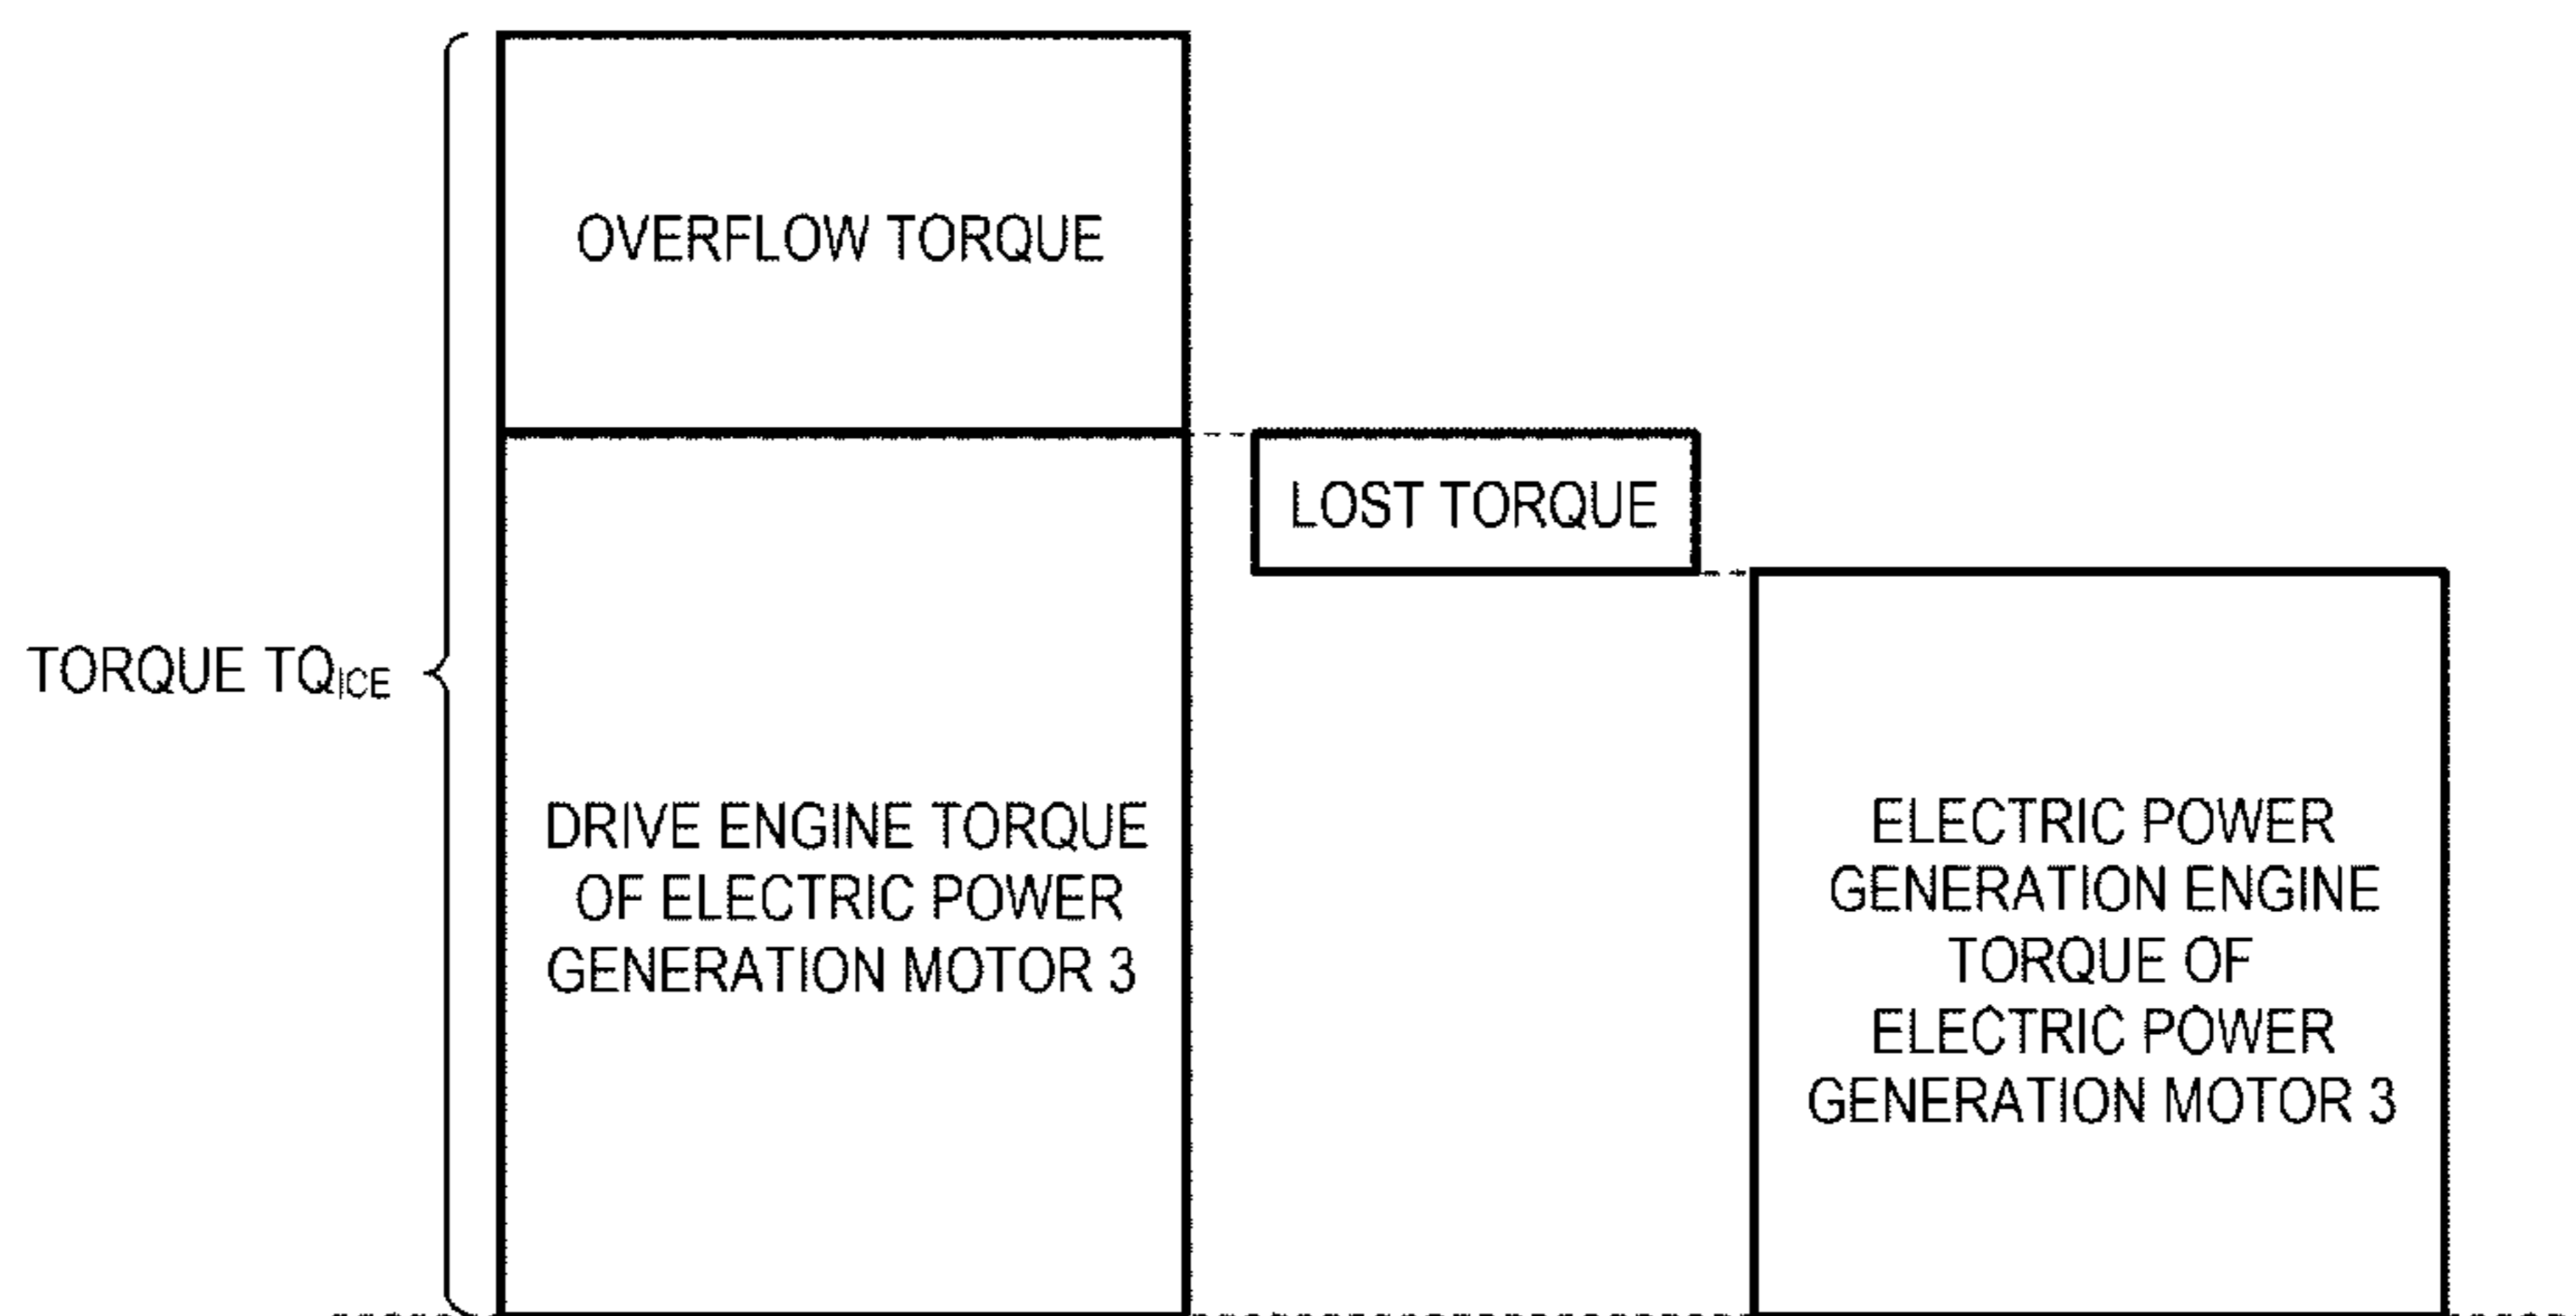 OVERFLOW TORQUE
LOST TORQUE
TORQUE TQICE
DRIVE ENGINE TORQUE
OF ELECTRIC POWER
GENERATION MOTOR 3
ELECTRIC POWER
GENERATION ENGINE
TORQUE OF
ELECTRIC POWER
GENERATION MOTOR 3